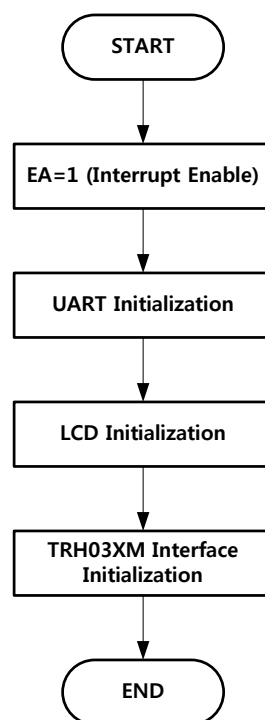 START
EA=1 (Interrupt Enable)
UART Initialization
LCD Initialization
TRH03XM Interface
Initialization
END